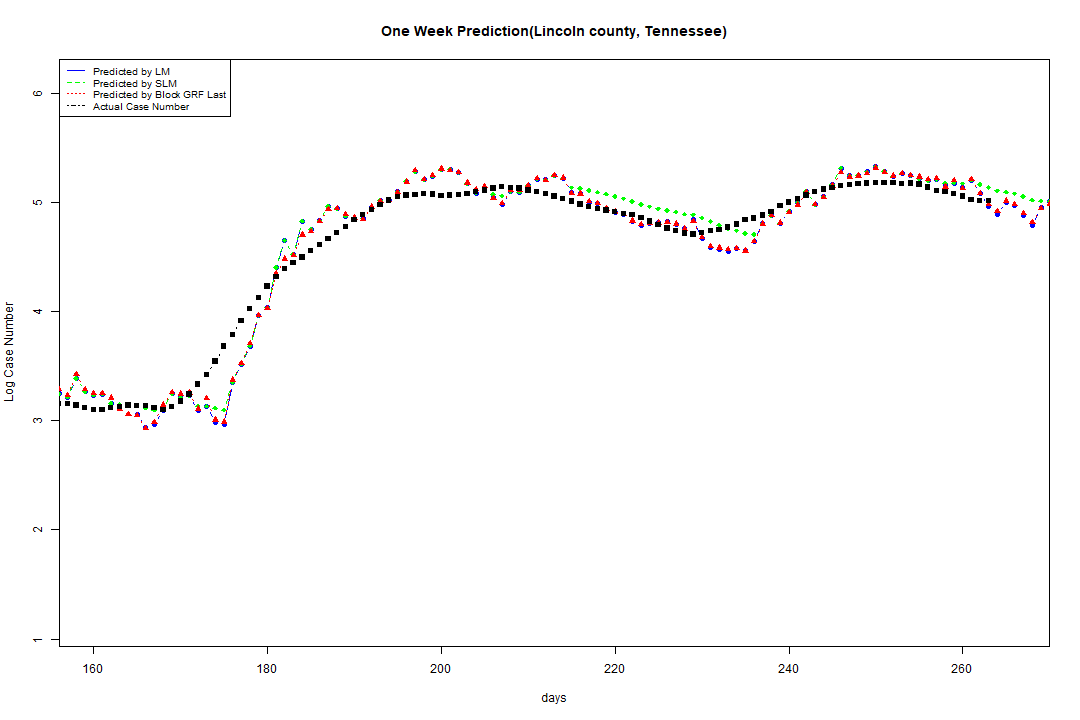 One Week Prediction(Lincoln county, Tennessee)
Predicted by LM
Predicted by SLM
Predicted by Block GRF Last
Actual Case Number
6
5
4
3
2
1
Log Case Number
160 180 200 220 240 260
days